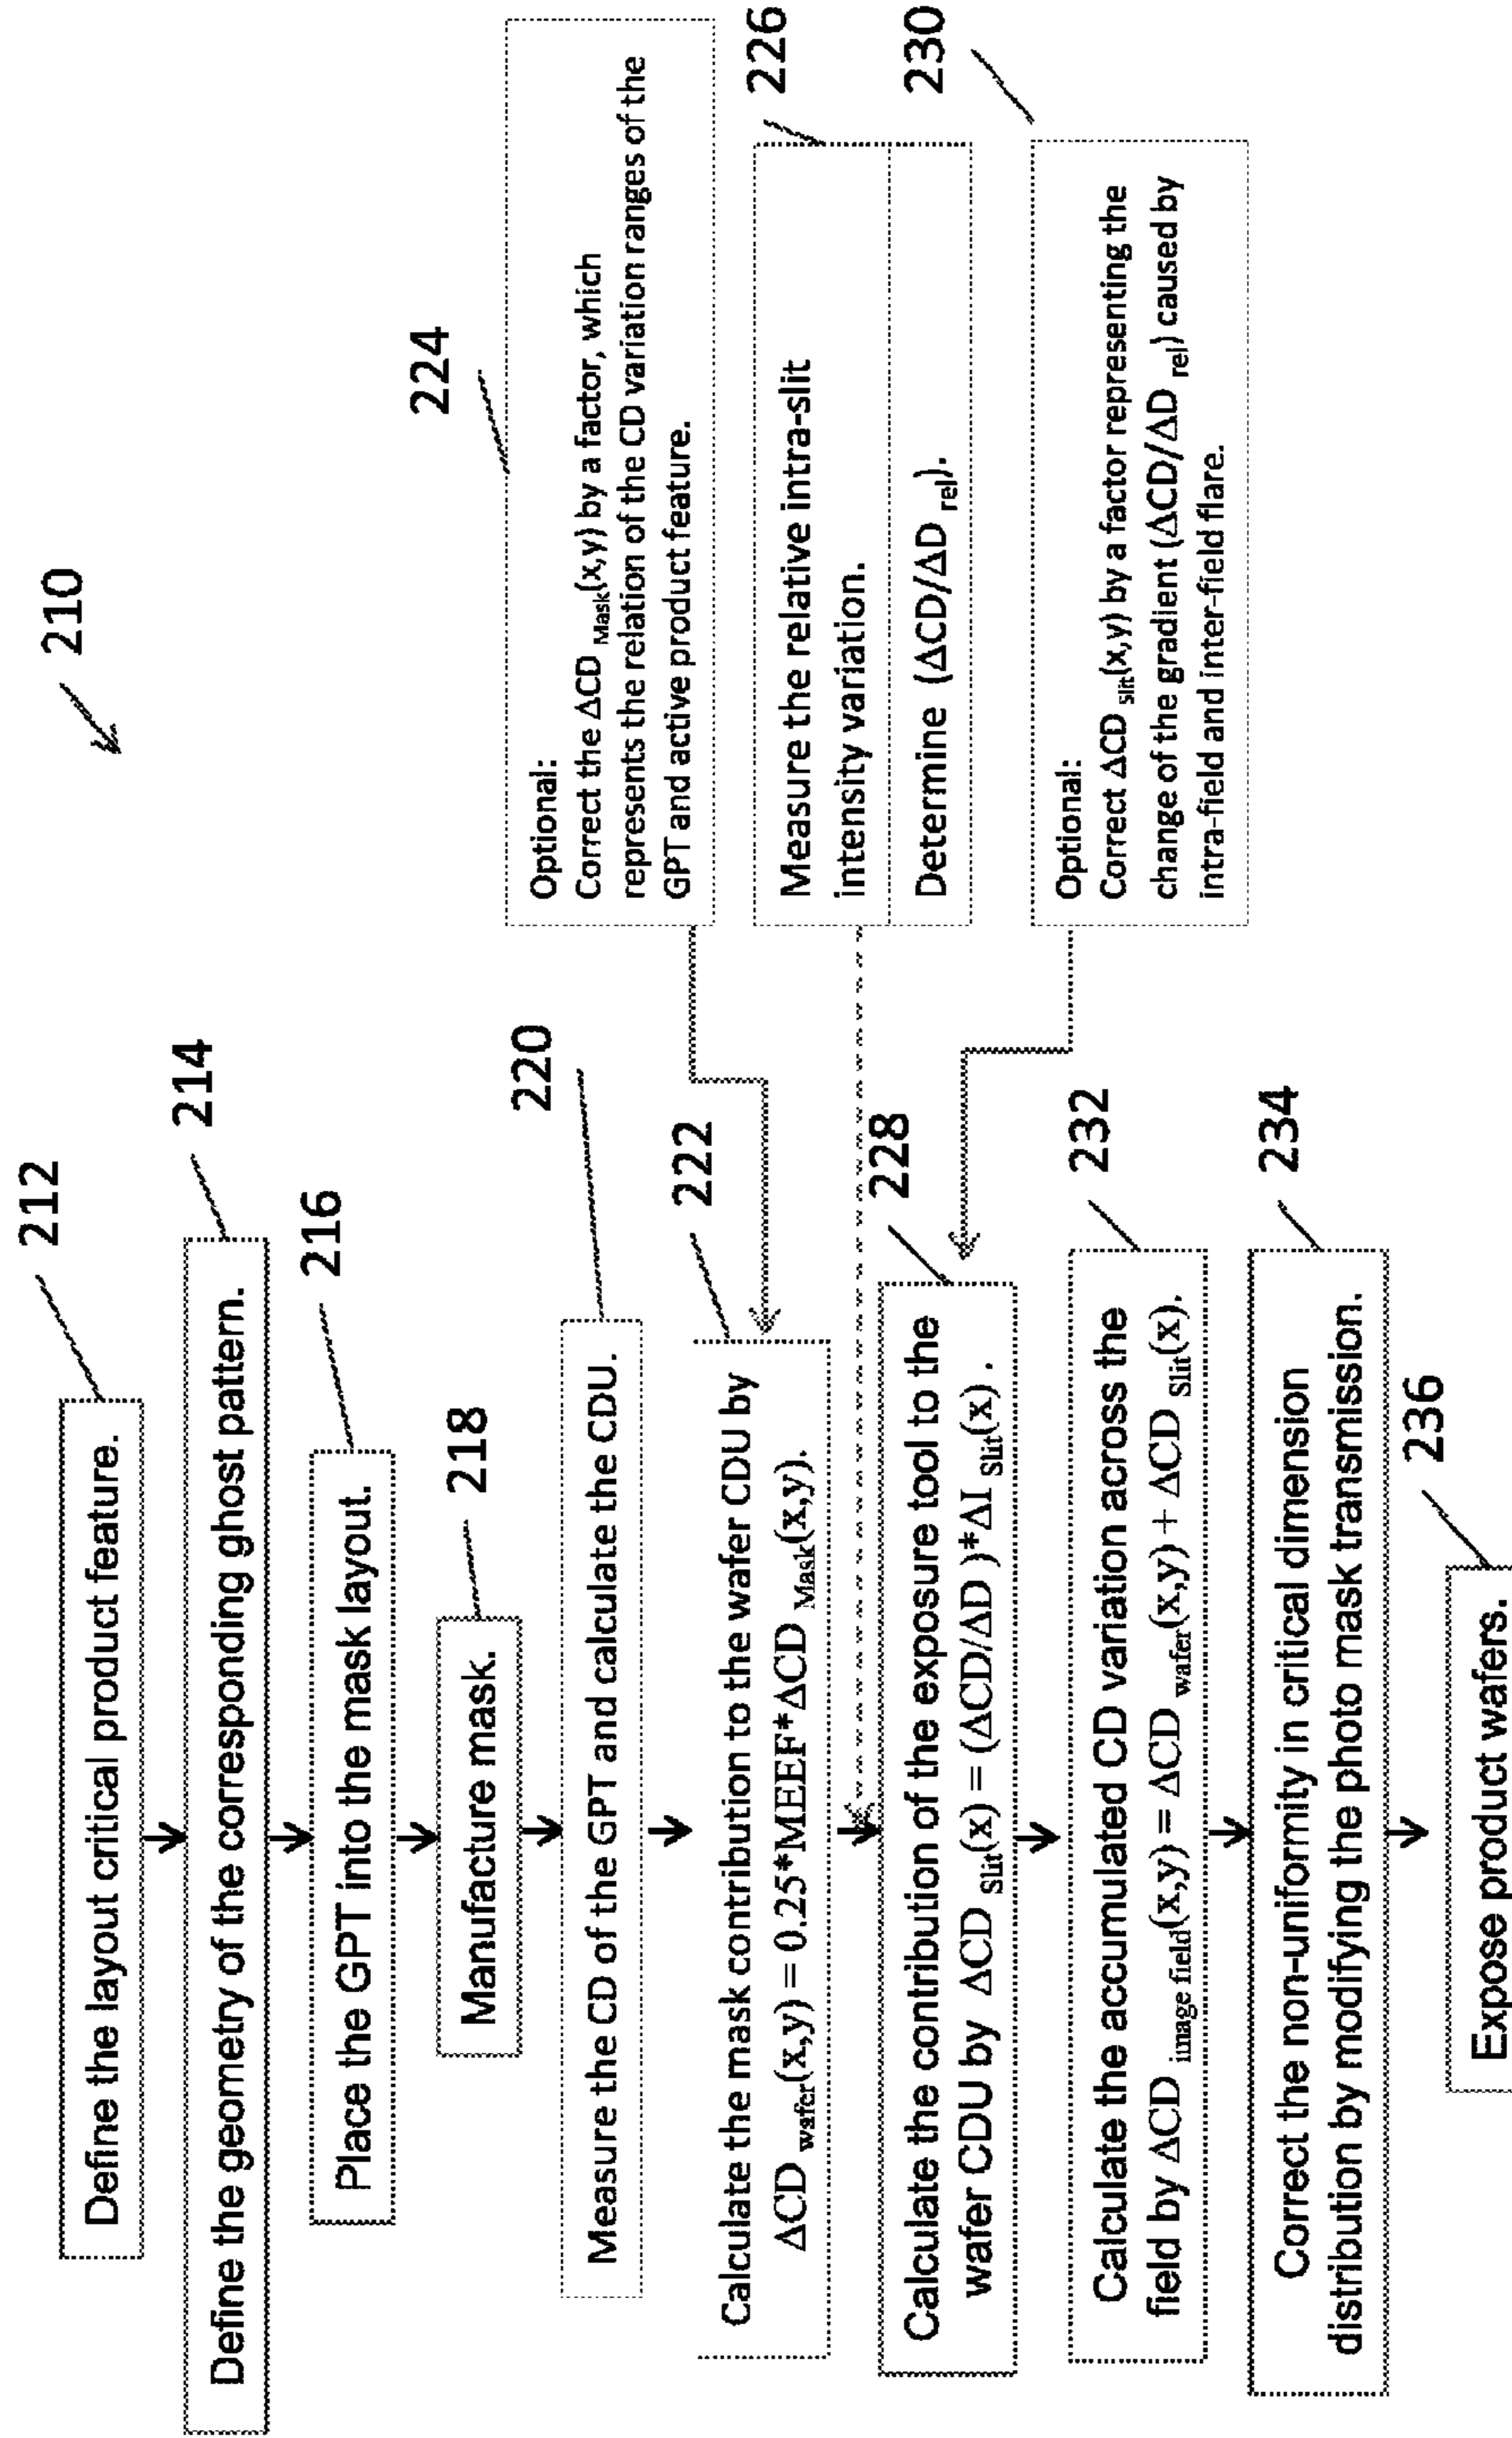 210
212
Define the layout critical product feature.
214
Define the geometry of the corresponding ghost pattern.
216
Place the GPT into the mask layout.
218
Manufacture mask.
220
Measure the CD of the GPT and calculate the CDU.
222
Calculate the mask contribution to the wafer CDU by
ΔCD wafer(x,y) = 0.25*MEEF*ΔCD Mask(x,y).
224
Optional:
Correct the ΔCD Mask(x,y) by a factor, which
represents the relation of the CD variation ranges of the
GPT and active product feature.
226
Measure the relative intra-slit
intensity variation.
Determine (ΔCD/ΔD rel).
228
Calculate the contribution of the exposure tool to the
wafer CDU by ΔCD Slit(x) = (ΔCD/ΔD )*ΔI Slit(x) .
230
Optional:
Correct ΔCD slit(x,y) by a factor representing the
change of the gradient (ΔCD/ΔD rel) caused by
intra-field and inter-field flare.
232
Calculate the accumulated CD variation across the
field by ΔCD image field(x,y) = ΔCD wafer(x,y) + ΔCD Slit(x).
234
Correct the non-uniformity in critical dimension
distribution by modifying the photo mask transmission.
236
Expose product wafers.